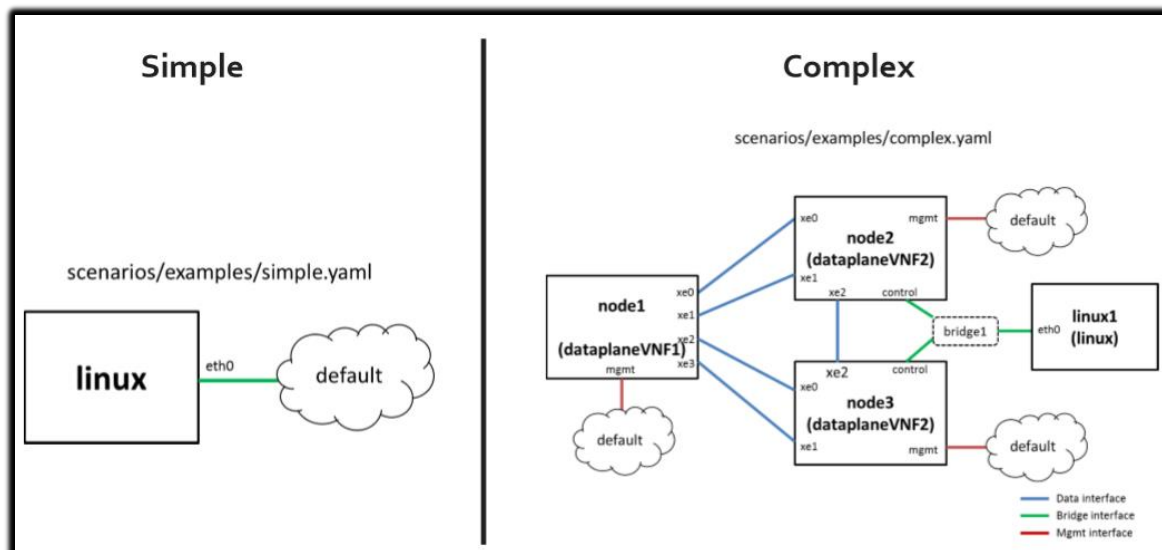 Simple
scenarios/examples/simple.yaml
linux
eth0
default
Complex
scenarios/examples/complex.yaml
node1
(dataplaneVNF1)
xe0
xe1
xe2
xe3
mgmt
default
xe0
mgmt
node2
(dataplaneVNF2)
xe1
xe2
control
default
bridge1
eth0
linux1
(linux)
xe2
control
xe0
node3
(dataplaneVNF2)
xe1
mgmt
default
Data interface
Bridge interface
Mgmt interface